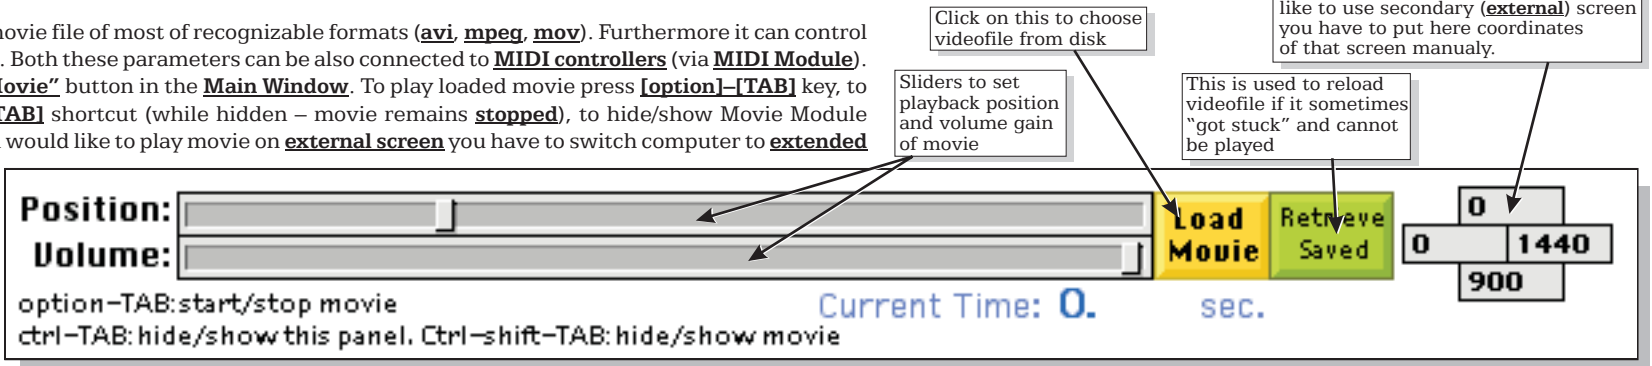 ovie file of most of recognizable formats (avi, mpeg, mov). Furthermore it can control
. Both these parameters can be also connected to MIDI controllers (via MIDI Module).
ovie” button in the Main Window. To play loaded movie press [option]–[TAB] key, to
TAB] shortcut (while hidden – movie remains stopped), to hide/show Movie Module
would like to play movie on external screen you have to switch computer to extended
Click on this to choose
videofile from disk
like to use secondary (external) screen
you have to put here coordinates
of that screen manualy.
Sliders to set
playback position
and volume gain
of movie
This is used to reload
videofile if it sometimes
“got stuck” and cannot
be played
Position:
Volume:
Load
Movie
Retrieve
Saved
0
0 1440
900
option-TAB:start/stop movie
Current Time: 0. sec.
ctrl-TAB: hide/show this panel. Ctrl-shift-TAB: hide/show movie